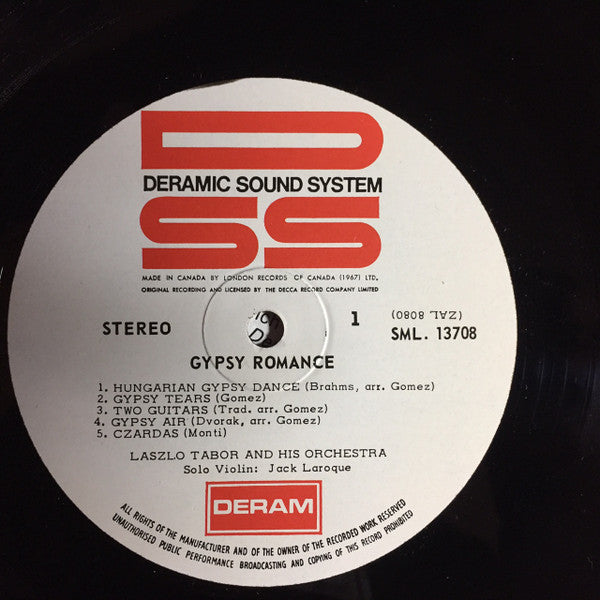 D
DERAMIC SOUND SYSTEM
SS
MADE IN CANADA BY LONDON RECORDS OF CANADA (1967) LTD.
ORIGINAL RECORDING AND LICENSED BY THE DECCA RECORD COMPANY LIMITED
STEREO
1
(ZAL 8080)
SML. 13708
GYPSY ROMANCE
1. HUNGARIAN GYPSY DANCE (Brahms, arr. Gomez)
2. GYPSY TEARS (Gomez)
3. TWO GUITARS (Trad. arr. Gomez)
4. GYPSY AIR (Dvorak, arr. Gomez)
5. CZARDAS (Monti)
LASZLO TABOR AND HIS ORCHESTRA
Solo Violin: Jack Laroque
DERAM
ALL RIGHTS OF THE MANUFACTURER AND OF THE OWNER OF THE RECORDED WORK RESERVED
UNAUTHORISED PUBLIC PERFORMANCE BROADCASTING AND COPYING OF THIS RECORD PROHIBITED